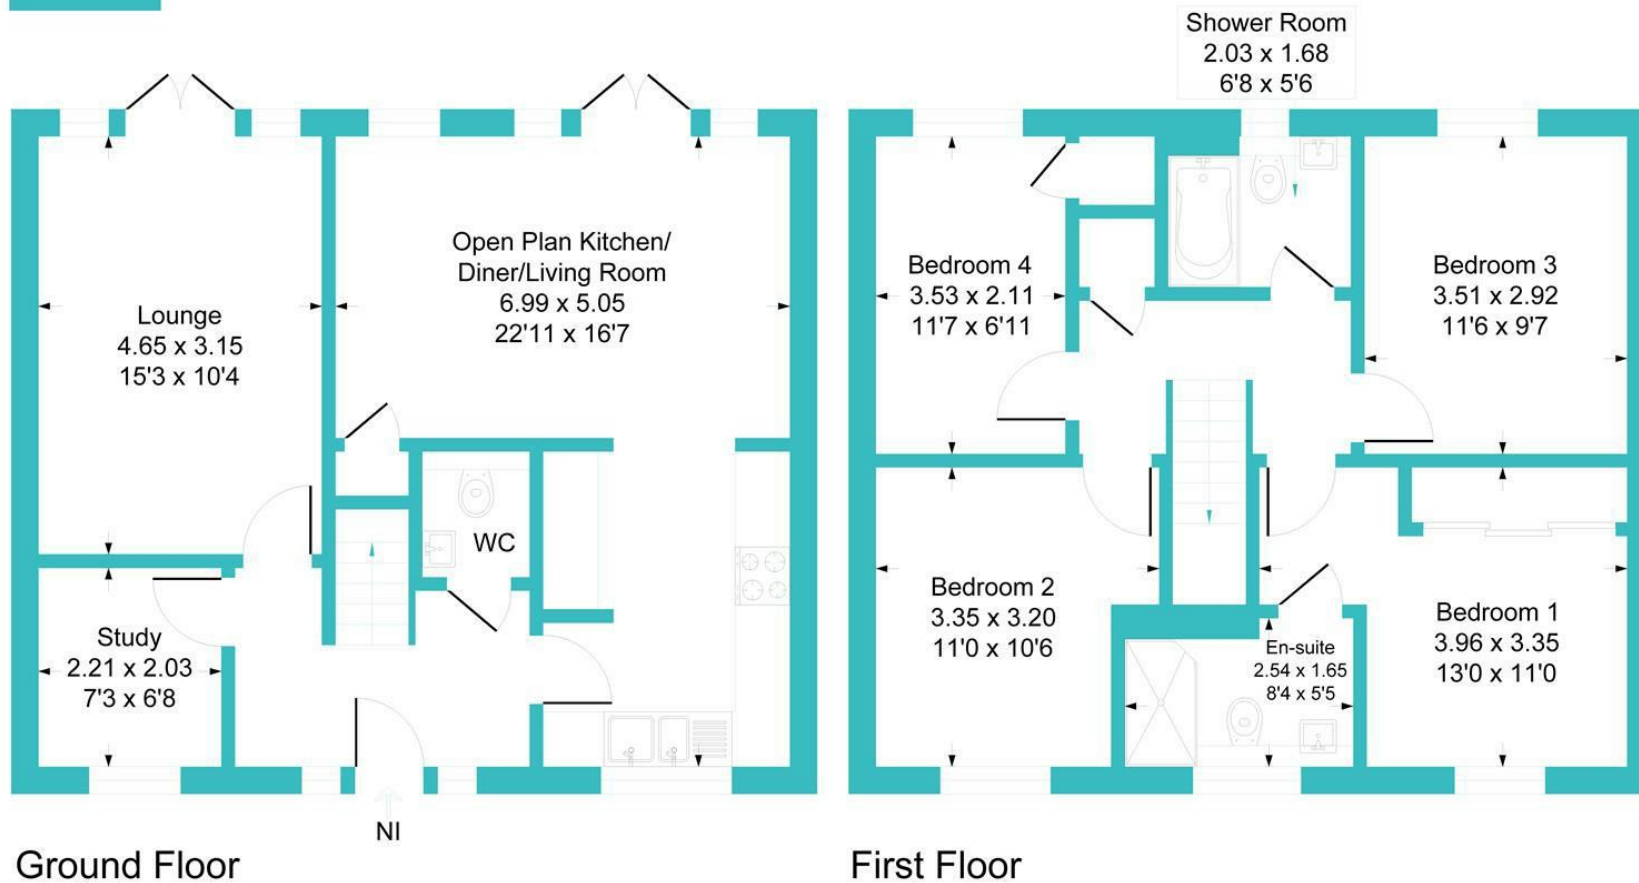 Shower Room
2.03 x 1.68
6'8 x 5'6
Open Plan Kitchen/
Diner/Living Room
6.99 x 5.05
22'11 x 16'7
Lounge
4.65 x 3.15
15'3 x 10'4
WC
Study
2.21 x 2.03
7'3 x 6'8
NI
Ground Floor
Bedroom 4
3.53 x 2.11
11'7 x 6'11
Bedroom 3
3.51 x 2.92
11'6 x 9'7
Bedroom 2
3.35 x 3.20
11'0 x 10'6
En-suite
2.54 x 1.65
8'4 x 5'5
Bedroom 1
3.96 x 3.35
13'0 x 11'0
First Floor